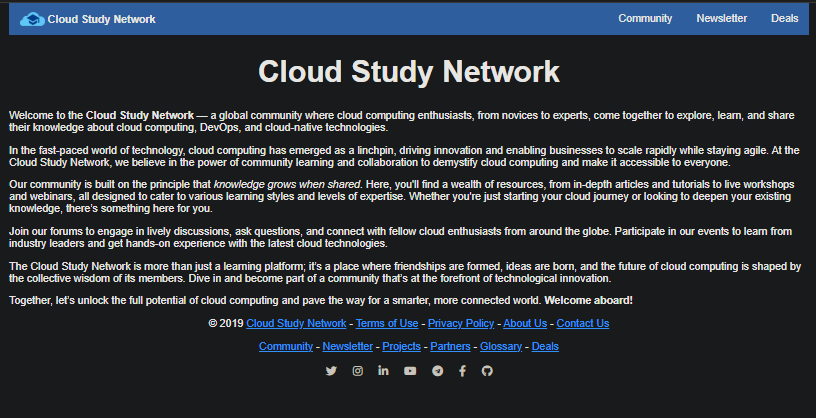 Cloud Study Network
Community Newsletter Deals
Cloud Study Network
Welcome to the Cloud Study Network — a global community where cloud computing enthusiasts, from novices to experts, come together to explore, learn, and share
their knowledge about cloud computing, DevOps, and cloud-native technologies.
In the fast-paced world of technology, cloud computing has emerged as a linchpin, driving innovation and enabling businesses to scale rapidly while staying agile. At the
Cloud Study Network, we believe in the power of community learning and collaboration to demystify cloud computing and make it accessible to everyone.
Our community is built on the principle that knowledge grows when shared. Here, you'll find a wealth of resources, from in-depth articles and tutorials to live workshops
and webinars, all designed to cater to various learning styles and levels of expertise. Whether you're just starting your cloud journey or looking to deepen your existing
knowledge, there's something here for you.
Join our forums to engage in lively discussions, ask questions, and connect with fellow cloud enthusiasts from around the globe. Participate in our events to learn from
industry leaders and get hands-on experience with the latest cloud technologies.
The Cloud Study Network is more than just a learning platform; it's a place where friendships are formed, ideas are born, and the future of cloud computing is shaped by
the collective wisdom of its members. Dive in and become part of a community that's at the forefront of technological innovation.
Together, let's unlock the full potential of cloud computing and pave the way for a smarter, more connected world. Welcome aboard!
© 2019 Cloud Study Network - Terms of Use - Privacy Policy - About Us - Contact Us
Community - Newsletter - Projects - Partners - Glossary - Deals